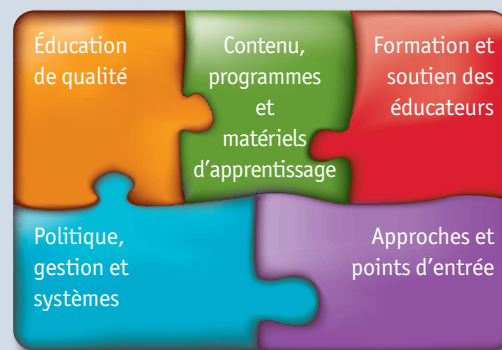 Éducation
de qualité
Contenu,
programmes
et
matériels
d'apprentissage
Formation et
soutien des
éducateurs
Politique,
gestion et
systèmes
Approches et
points d'entrée